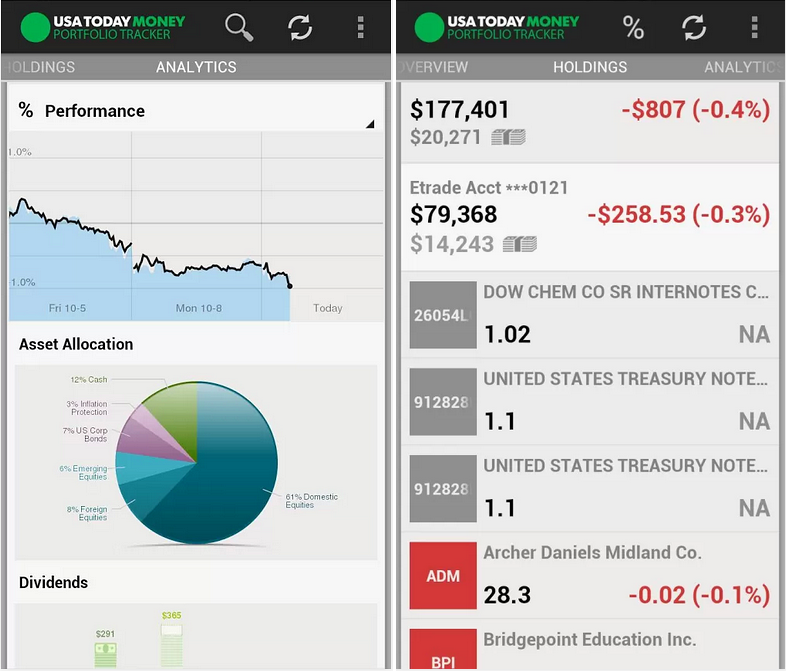 USA TODAY MONEY
PORTFOLIO TRACKER
HOLDINGS
ANALYTICS
% Performance
1.0%
1.0%
Fri 10-5
Mon 10-8
Today
Asset Allocation
12% Cash
3% Inflation
Protection
7% US Corp
Bonds
6% Emerging
Equities
8% Foreign
Equities
61% Domestic
Equities
Dividends
$291
$365
USA TODAY MONEY
PORTFOLIO TRACKER
%
OVERVIEW
HOLDINGS
ANALYTICS
$177,401
-$807 (-0.4%)
$20,271
Etrade Acct ***0121
$79,368
-$258.53 (-0.3%)
$14,243
26054L
DOW CHEM CO SR INTERNOTES C...
1.02
NA
912828
UNITED STATES TREASURY NOTE...
1.1
NA
912828
UNITED STATES TREASURY NOTE...
1.1
NA
ADM
Archer Daniels Midland Co.
28.3
-0.02 (-0.1%)
BPI
Bridgepoint Education Inc.